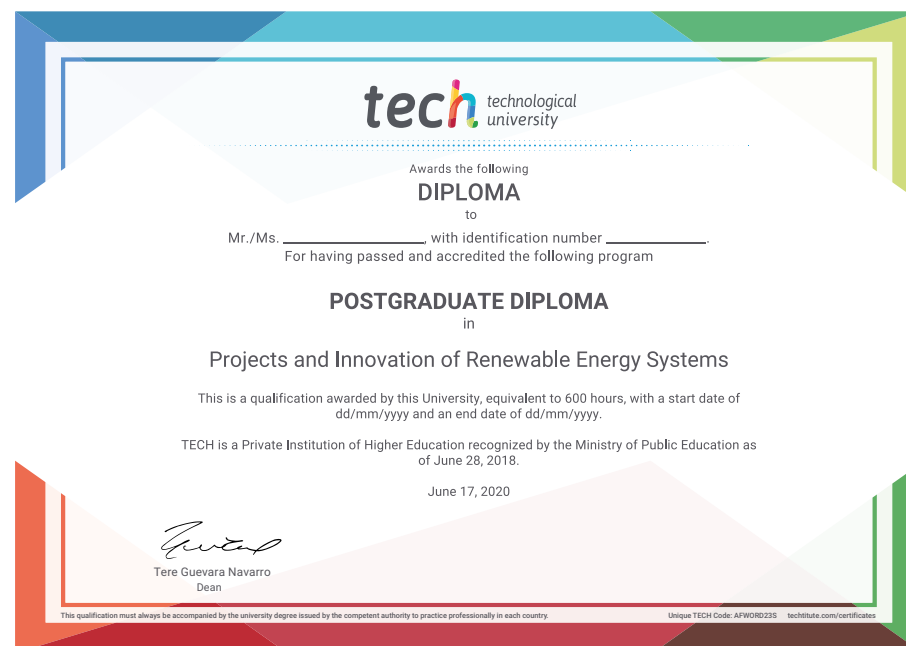 tech technological
university
Awards the following
DIPLOMA
to
Mr./Ms. ____________________, with identification number ______________.
For having passed and accredited the following program
POSTGRADUATE DIPLOMA
in
Projects and Innovation of Renewable Energy Systems
This is a qualification awarded by this University, equivalent to 600 hours, with a start date of
dd/mm/yyyy and an end date of dd/mm/yyyy.
TECH is a Private Institution of Higher Education recognized by the Ministry of Public Education as
of June 28, 2018.
June 17, 2020
Tere Guevara Navarro
Dean
This qualification must always be accompanied by the university degree issued by the competent authority to practice professionally in each country. Unique TECH Code: AFWORD23S techtitute.com/certificates